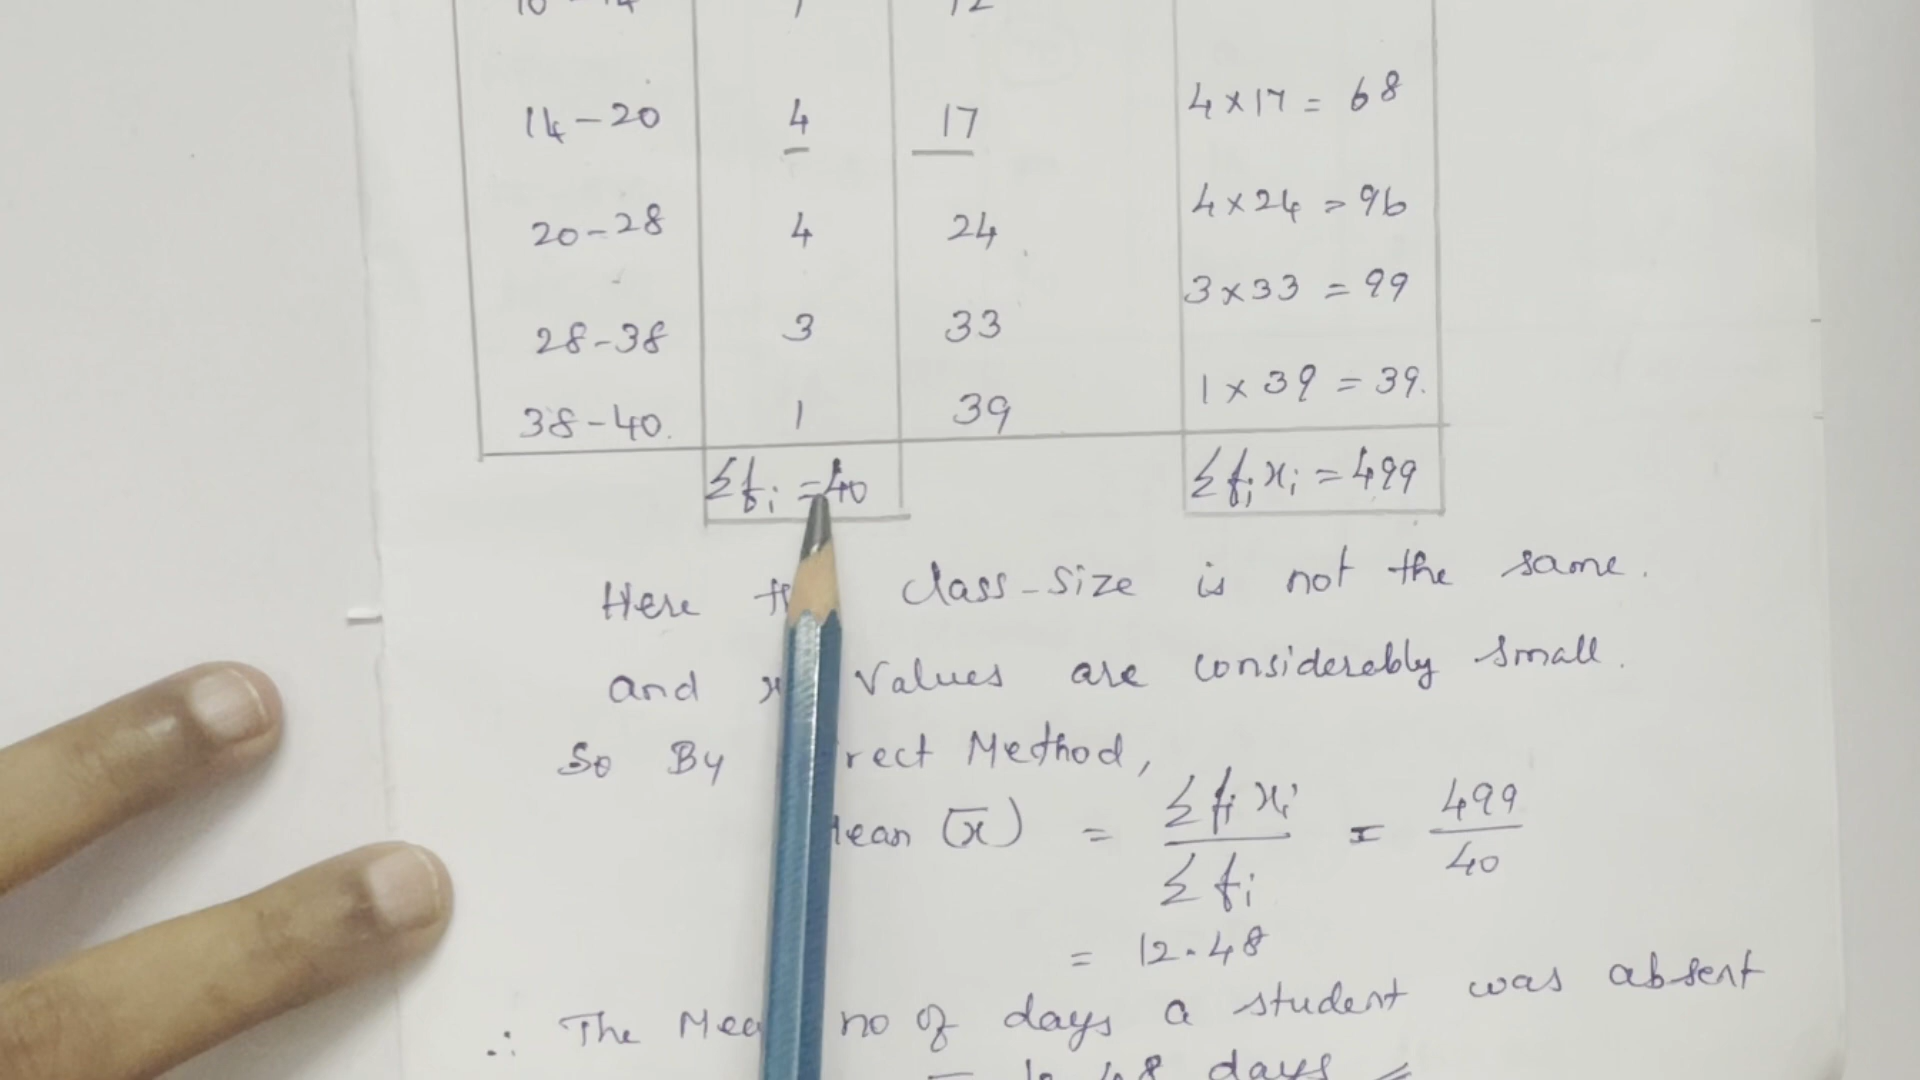 14-20 4 17 4×17 = 68
20-28 4 24 4×24 = 96
28-38 3 33 3×33 = 99
38-40. 1 39 1×39 = 39.
Σfi =40 Σfixi = 499
Here class-size is not the same.
and values are considerably small.
So By Method,
(x̄) = Σfixi / Σfi = 499 / 40
= 12.48
∴ The no of days a student was absent
days